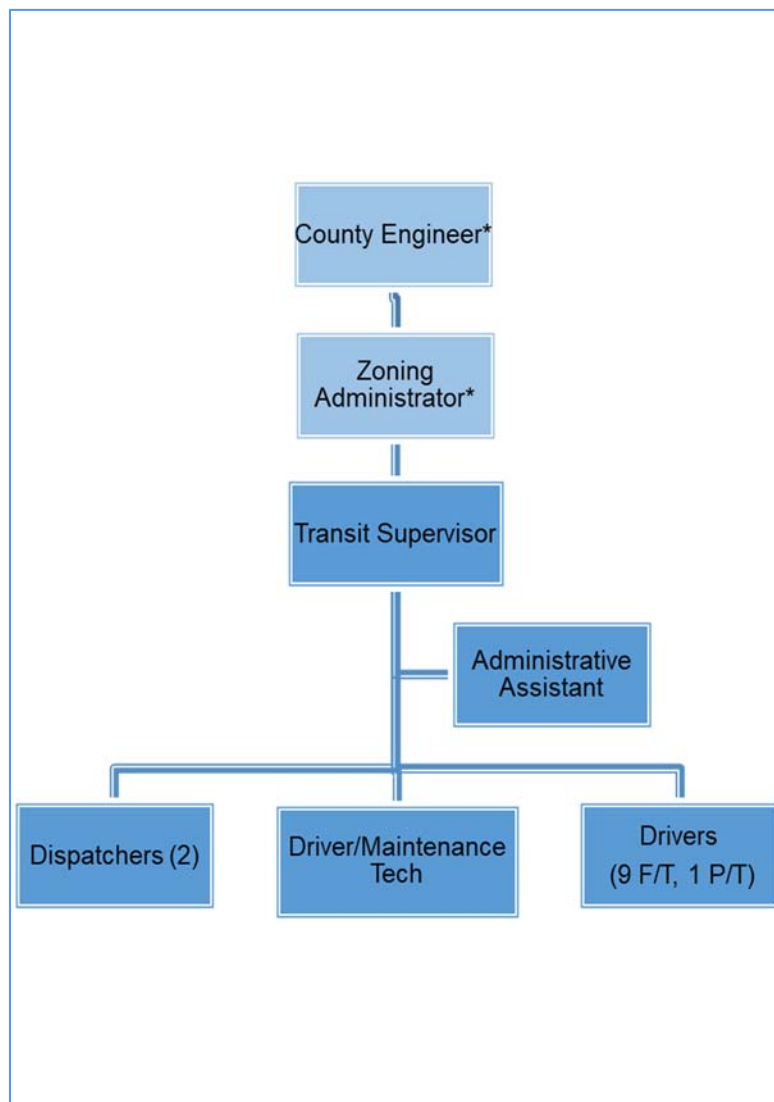 County Engineer*
Zoning
Administrator*
Transit Supervisor
Administrative
Assistant
Dispatchers (2)
Driver/Maintenance
Tech
Drivers
(9 F/T, 1 P/T)